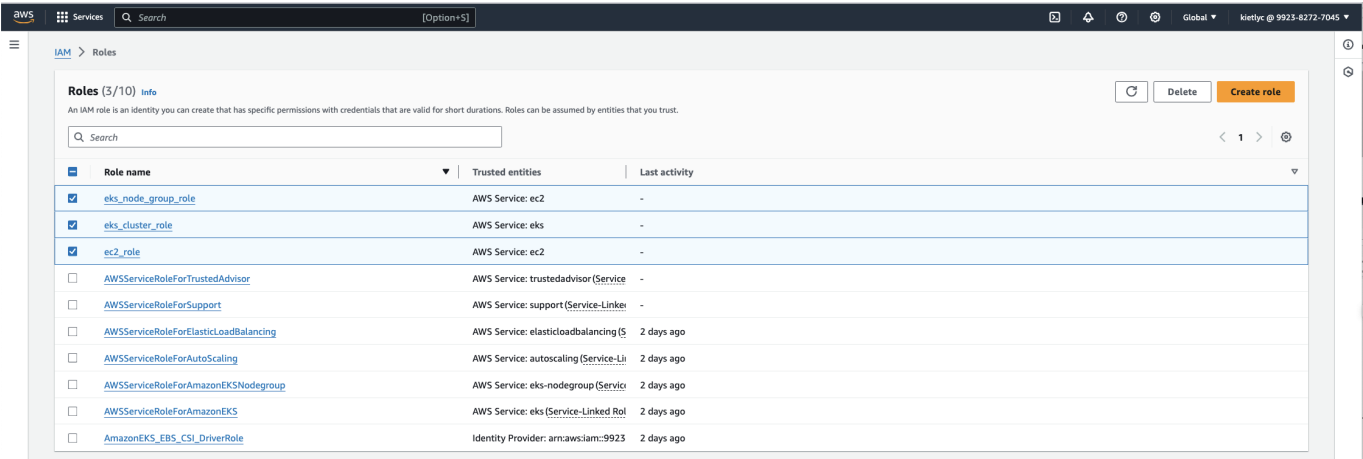 aws Services Search [Option+S] Global ▼ kietlyc @ 9923-8272-7045 ▼
IAM > Roles
Roles (3/10) Info
Delete
Create role
An IAM role is an identity you can create that has specific permissions with credentials that are valid for short durations. Roles can be assumed by entities that you trust.
Search
1
Role name Trusted entities Last activity
eks_node_group_role AWS Service: ec2 -
eks_cluster_role AWS Service: eks -
ec2_role AWS Service: ec2 -
AWSServiceRoleForTrustedAdvisor AWS Service: trustedadvisor (Service -
AWSServiceRoleForSupport AWS Service: support (Service-Linke -
AWSServiceRoleForElasticLoadBalancing AWS Service: elasticloadbalancing (S 2 days ago
AWSServiceRoleForAutoScaling AWS Service: autoscaling (Service-Li 2 days ago
AWSServiceRoleForAmazonEKSNodegroup AWS Service: eks-nodegroup (Servic 2 days ago
AWSServiceRoleForAmazonEKS AWS Service: eks (Service-Linked Rol 2 days ago
AmazonEKS_EBS_CSI_DriverRole Identity Provider: arn:aws:iam::9923 2 days ago